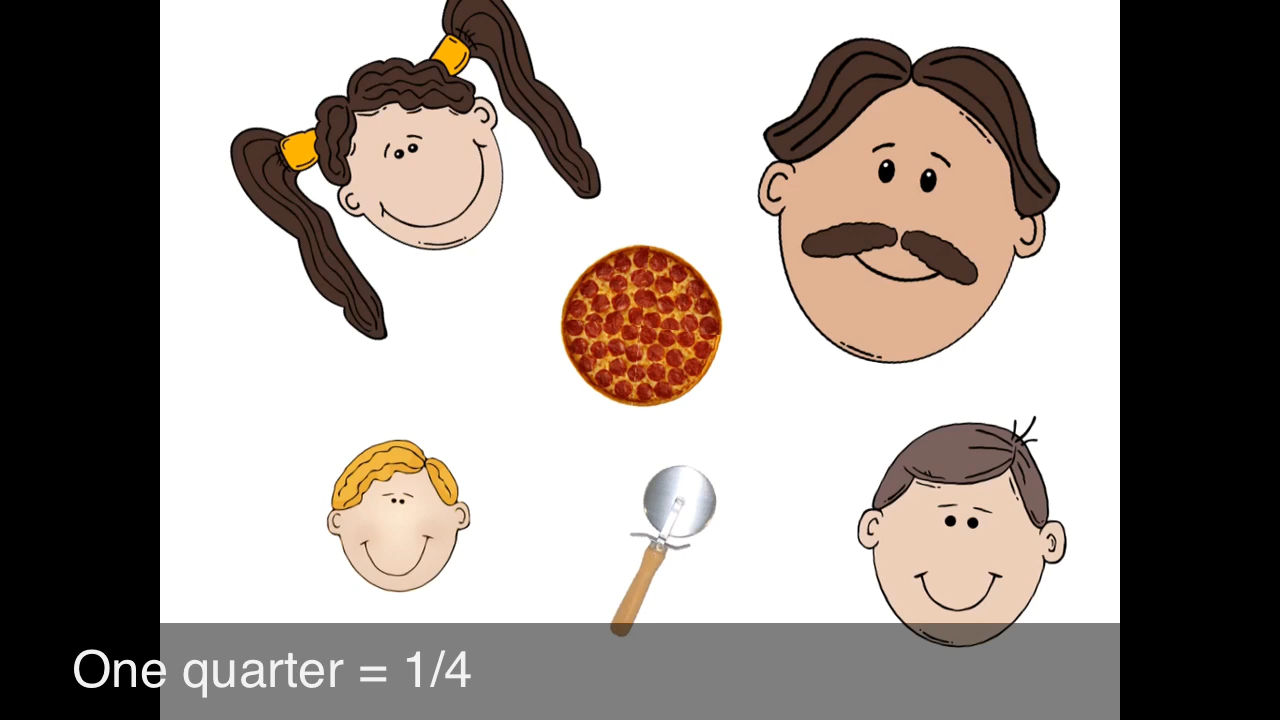 One quarter = 1/4